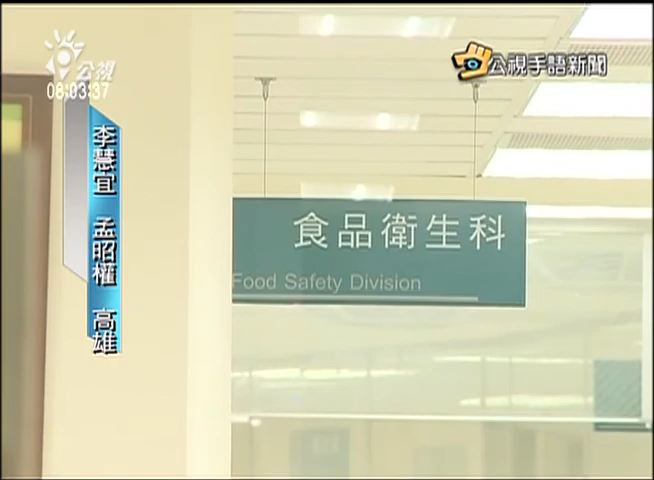 公視
08:03:37
公視手語新聞
李慧宜 孟昭權 高雄
食品衛生科
Food Safety Division